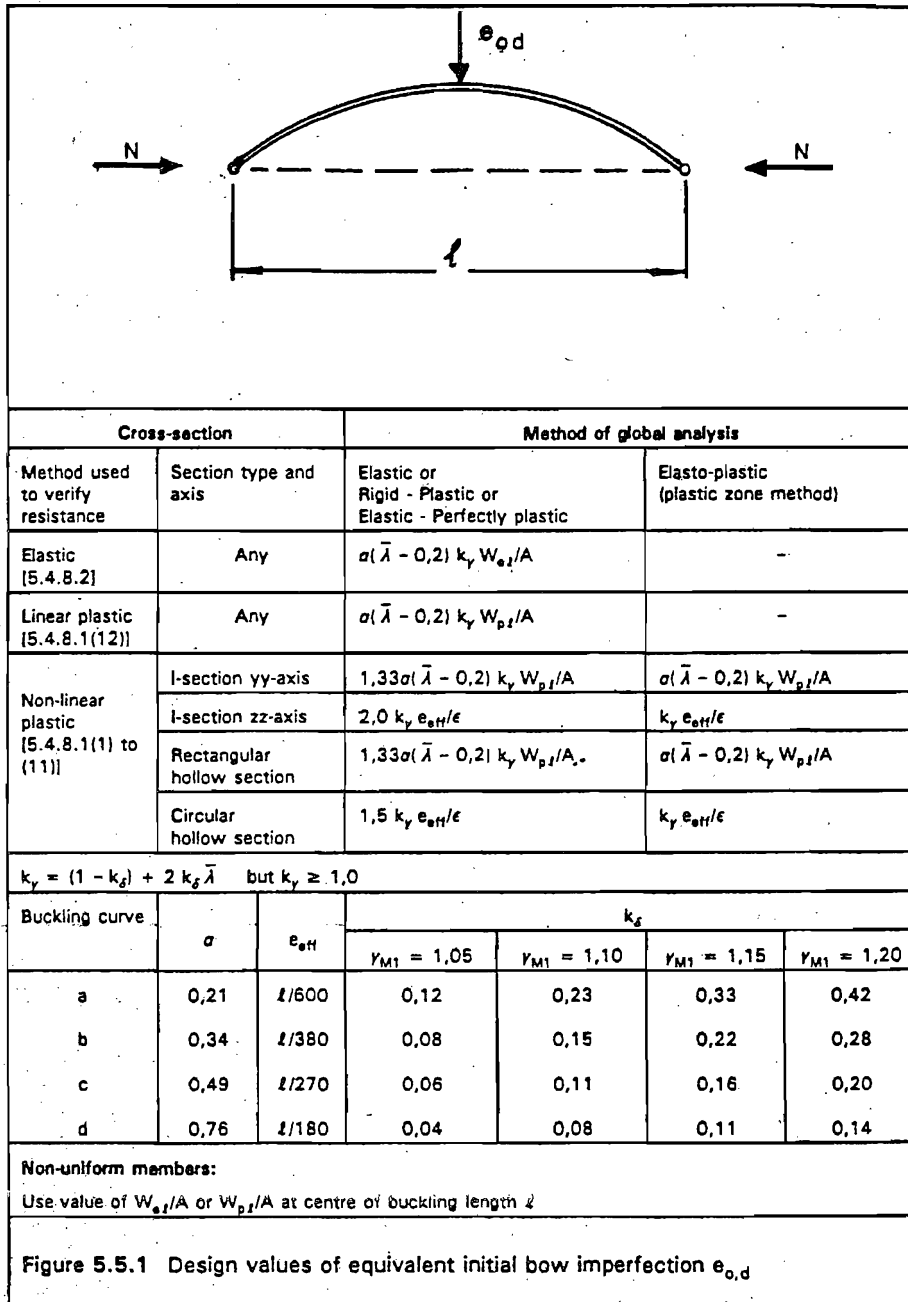 e₀d
N
N
ℓ
Cross-section Method of global analysis
Method used to verify resistance Section type and axis Elastic or Rigid - Plastic or Elastic - Perfectly plastic Elasto-plastic (plastic zone method)
Elastic [5.4.8.2] Any α( λ̄ − 0,2) kᵧ Wₑℓ/A -
Linear plastic [5.4.8.1(12)] Any α( λ̄ − 0,2) kᵧ Wₚℓ/A -
Non-linear plastic [5.4.8.1(1) to (11)]
I-section yy-axis 1,33α( λ̄ − 0,2) kᵧ Wₚℓ/A α( λ̄ − 0,2) kᵧ Wₚℓ/A
I-section zz-axis 2,0 kᵧ e_eff/ϵ kᵧ e_eff/ϵ
Rectangular hollow section 1,33α( λ̄ − 0,2) kᵧ Wₚℓ/A α( λ̄ − 0,2) kᵧ Wₚℓ/A
Circular hollow section 1,5 kᵧ e_eff/ϵ kᵧ e_eff/ϵ
kᵧ = (1 − k_δ) + 2 k_δ λ̄ but kᵧ ≥ 1,0
Buckling curve α e_eff k_δ
γM1 = 1,05 γM1 = 1,10 γM1 = 1,15 γM1 = 1,20
a 0,21 ℓ/600 0,12 0,23 0,33 0,42
b 0,34 ℓ/380 0,08 0,15 0,22 0,28
c 0,49 ℓ/270 0,06 0,11 0,16 0,20
d 0,76 ℓ/180 0,04 0,08 0,11 0,14
Non-uniform members:
Use value of Wₑℓ/A or Wₚℓ/A at centre of buckling length ℓ
Figure 5.5.1 Design values of equivalent initial bow imperfection e₀,d